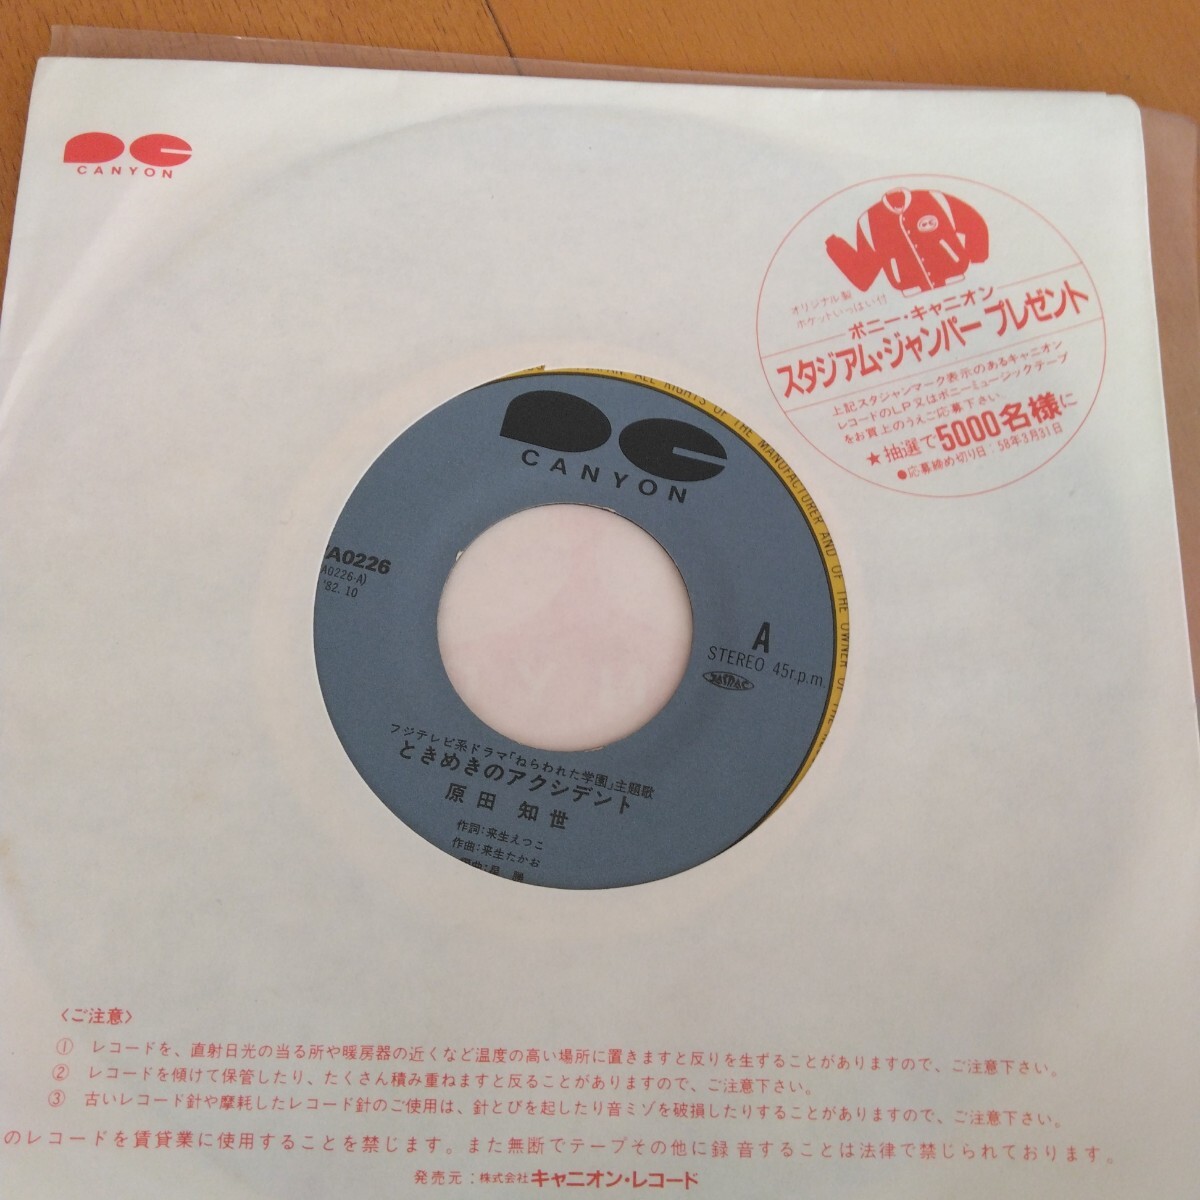 CANYON
オリジナル製
ポケットいっぱい付
ポニー・キャニオン
スタジアム・ジャンパー プレゼント
上記スタジャンマーク表示のあるキャニオン
レコードのLP又はポニーミュージックテープ
をお買上のうえご応募下さい。
★抽選で5000名様に
●応募締め切り日：58年3月31日
ALL RIGHTS OF THE MANUFACTURER AND OF THE OWNER OF THE
CANYON
A0226
A0226-A)
'82.10
A
STEREO 45r.p.m.
JASRAC
フジテレビ系ドラマ「ねらわれた学園」主題歌
ときめきのアクシデント
原田 知世
作詞：来生えつこ
作曲：来生たかお
曲：星 勝
〈ご注意〉
① レコードを、直射日光の当る所や暖房器の近くなど温度の高い場所に置きますと反りを生ずることがありますので、ご注意下さい。
② レコードを傾けて保管したり、たくさん積み重ねますと反ることがありますので、ご注意下さい。
③ 古いレコード針や摩耗したレコード針のご使用は、針とびを起したり音ミゾを破損したりすることがありますので、ご注意下さい。
のレコードを賃貸業に使用することを禁じます。また無断でテープその他に録音することは法律で禁じられております。
発売元：株式会社キャニオン・レコード